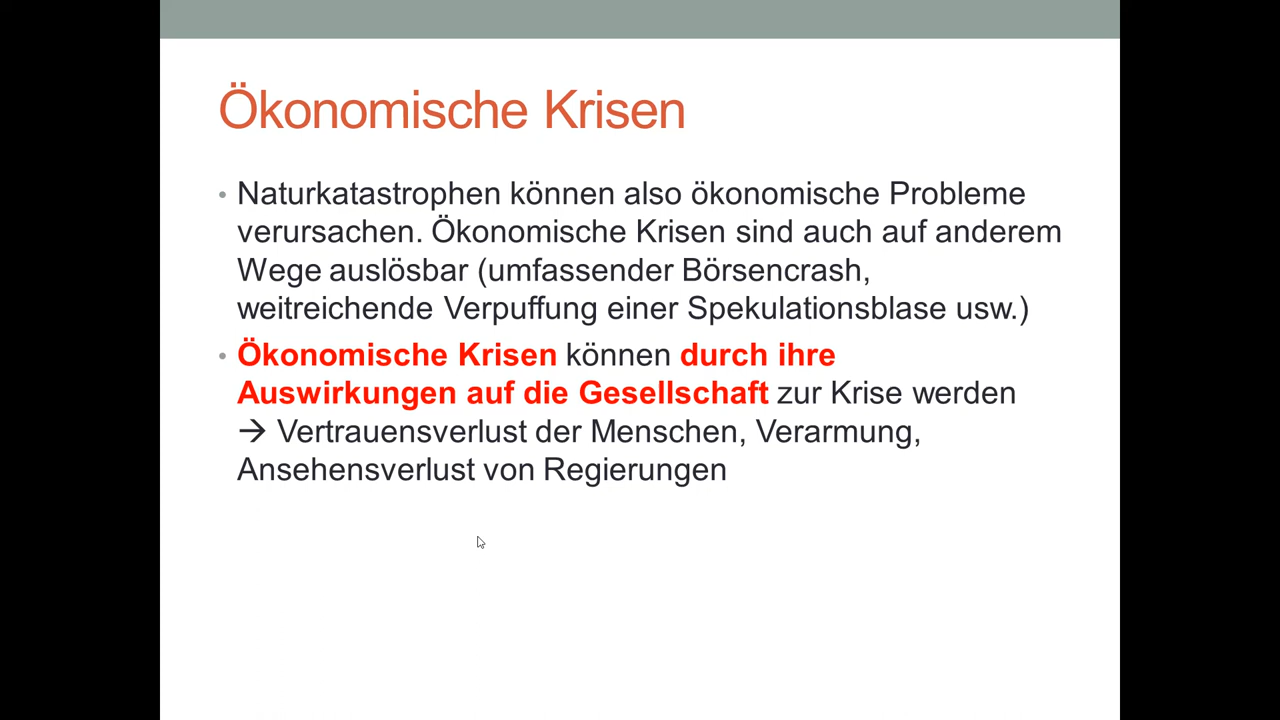 Ökonomische Krisen
• Naturkatastrophen können also ökonomische Probleme
verursachen. Ökonomische Krisen sind auch auf anderem
Wege auslösbar (umfassender Börsencrash,
weitreichende Verpuffung einer Spekulationsblase usw.)
• Ökonomische Krisen können durch ihre
Auswirkungen auf die Gesellschaft zur Krise werden
→ Vertrauensverlust der Menschen, Verarmung,
Ansehensverlust von Regierungen